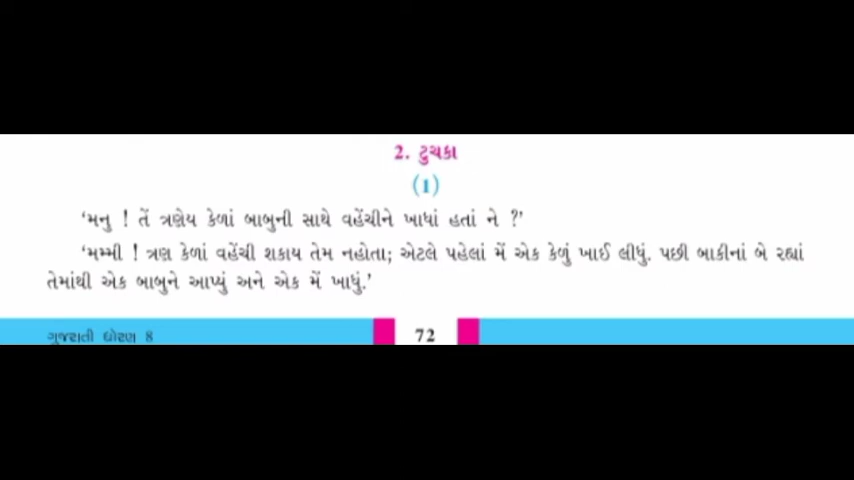 2. ટુચકા
(1)
‘મનુ ! તેં ત્રણેય કેળાં બાબુની સાથે વહેંચીને ખાધાં હતાં ને ?’
‘મમ્મી ! ત્રણ કેળાં વહેંચી શકાય તેમ નહોતા; એટલે પહેલાં મેં એક કેળું ખાઈ લીધું. પછી બાકીનાં બે રહ્યાં
તેમાંથી એક બાબુને આપ્યું અને એક મેં ખાધું.’
ગુજરાતી ધોરણ 8
72